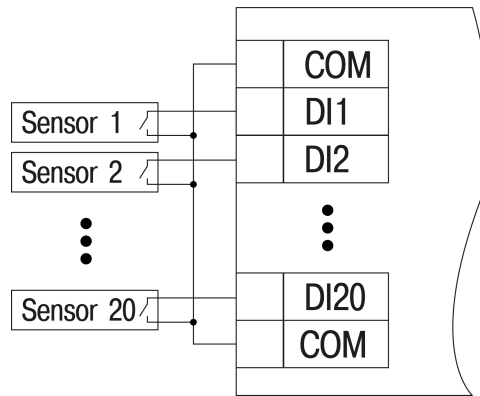 COM
Sensor 1
DI1
Sensor 2
DI2
Sensor 20
DI20
COM